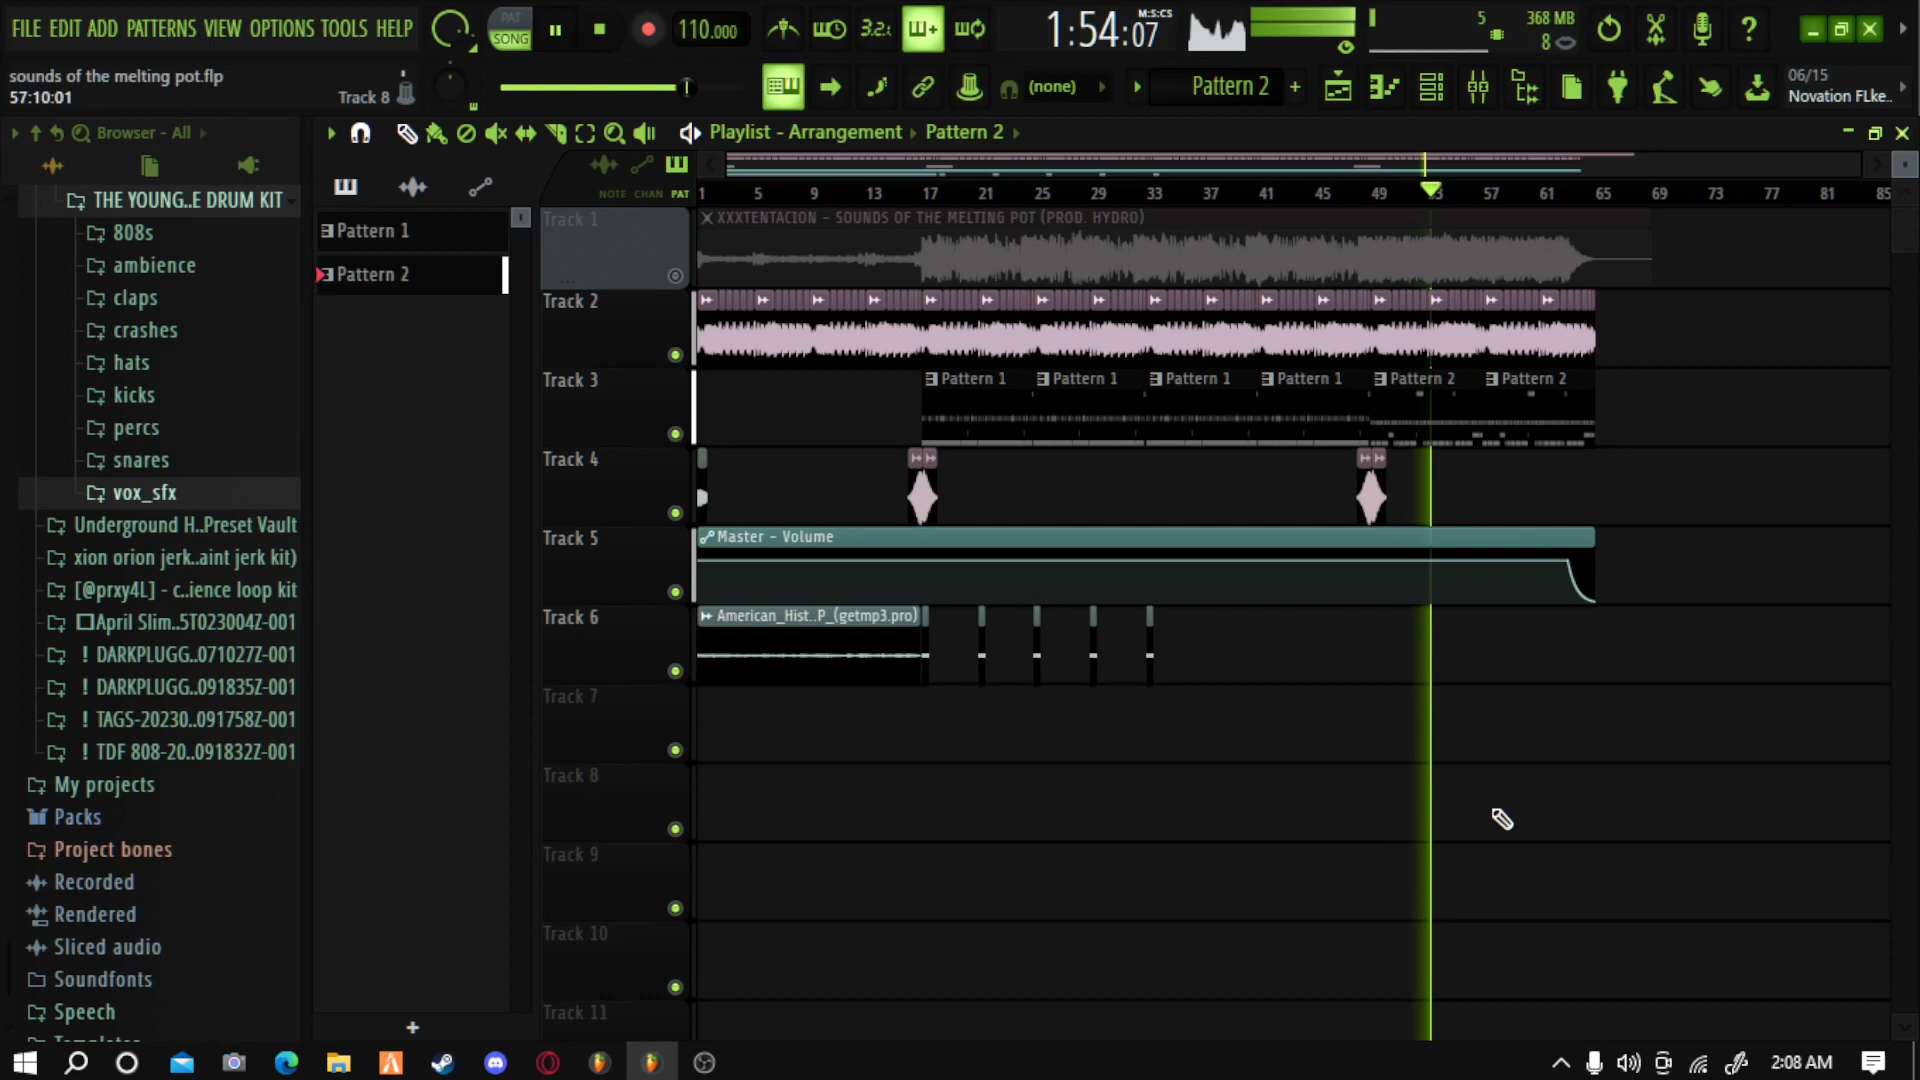 FILE EDIT ADD PATTERNS VIEW OPTIONS TOOLS HELP
PAT
SONG
110.000
3.2.
1:54:07
M:S:CS
5
368 MB
8
sounds of the melting pot.flp
57:10:01
Track 8
(none)
Pattern 2
06/15
Novation FLke..
Browser - All
Playlist - Arrangement
Pattern 2
NOTE CHAN PAT
1 5 9 13 17 21 25 29 33 37 41 45 49 53 57 61 65 69 73 77 81 85
THE YOUNG..E DRUM KIT
808s
ambience
claps
crashes
hats
kicks
percs
snares
vox_sfx
Underground H..Preset Vault
xion orion jerk..aint jerk kit)
[@prxy4L] - c..ience loop kit
April Slim..5T023004Z-001
! DARKPLUGG..071027Z-001
! DARKPLUGG..091835Z-001
! TAGS-20230..091758Z-001
! TDF 808-20..091832Z-001
My projects
Packs
Project bones
Recorded
Rendered
Sliced audio
Soundfonts
Speech
Templates
Pattern 1
Pattern 2
+
Track 1
XXXTENTACION - SOUNDS OF THE MELTING POT (PROD. HYDRO)
Track 2
Track 3
Pattern 1
Pattern 1
Pattern 1
Pattern 1
Pattern 2
Pattern 2
Track 4
Track 5
Master - Volume
Track 6
American_Hist..P_(getmp3.pro)
Track 7
Track 8
Track 9
Track 10
Track 11
2:08 AM